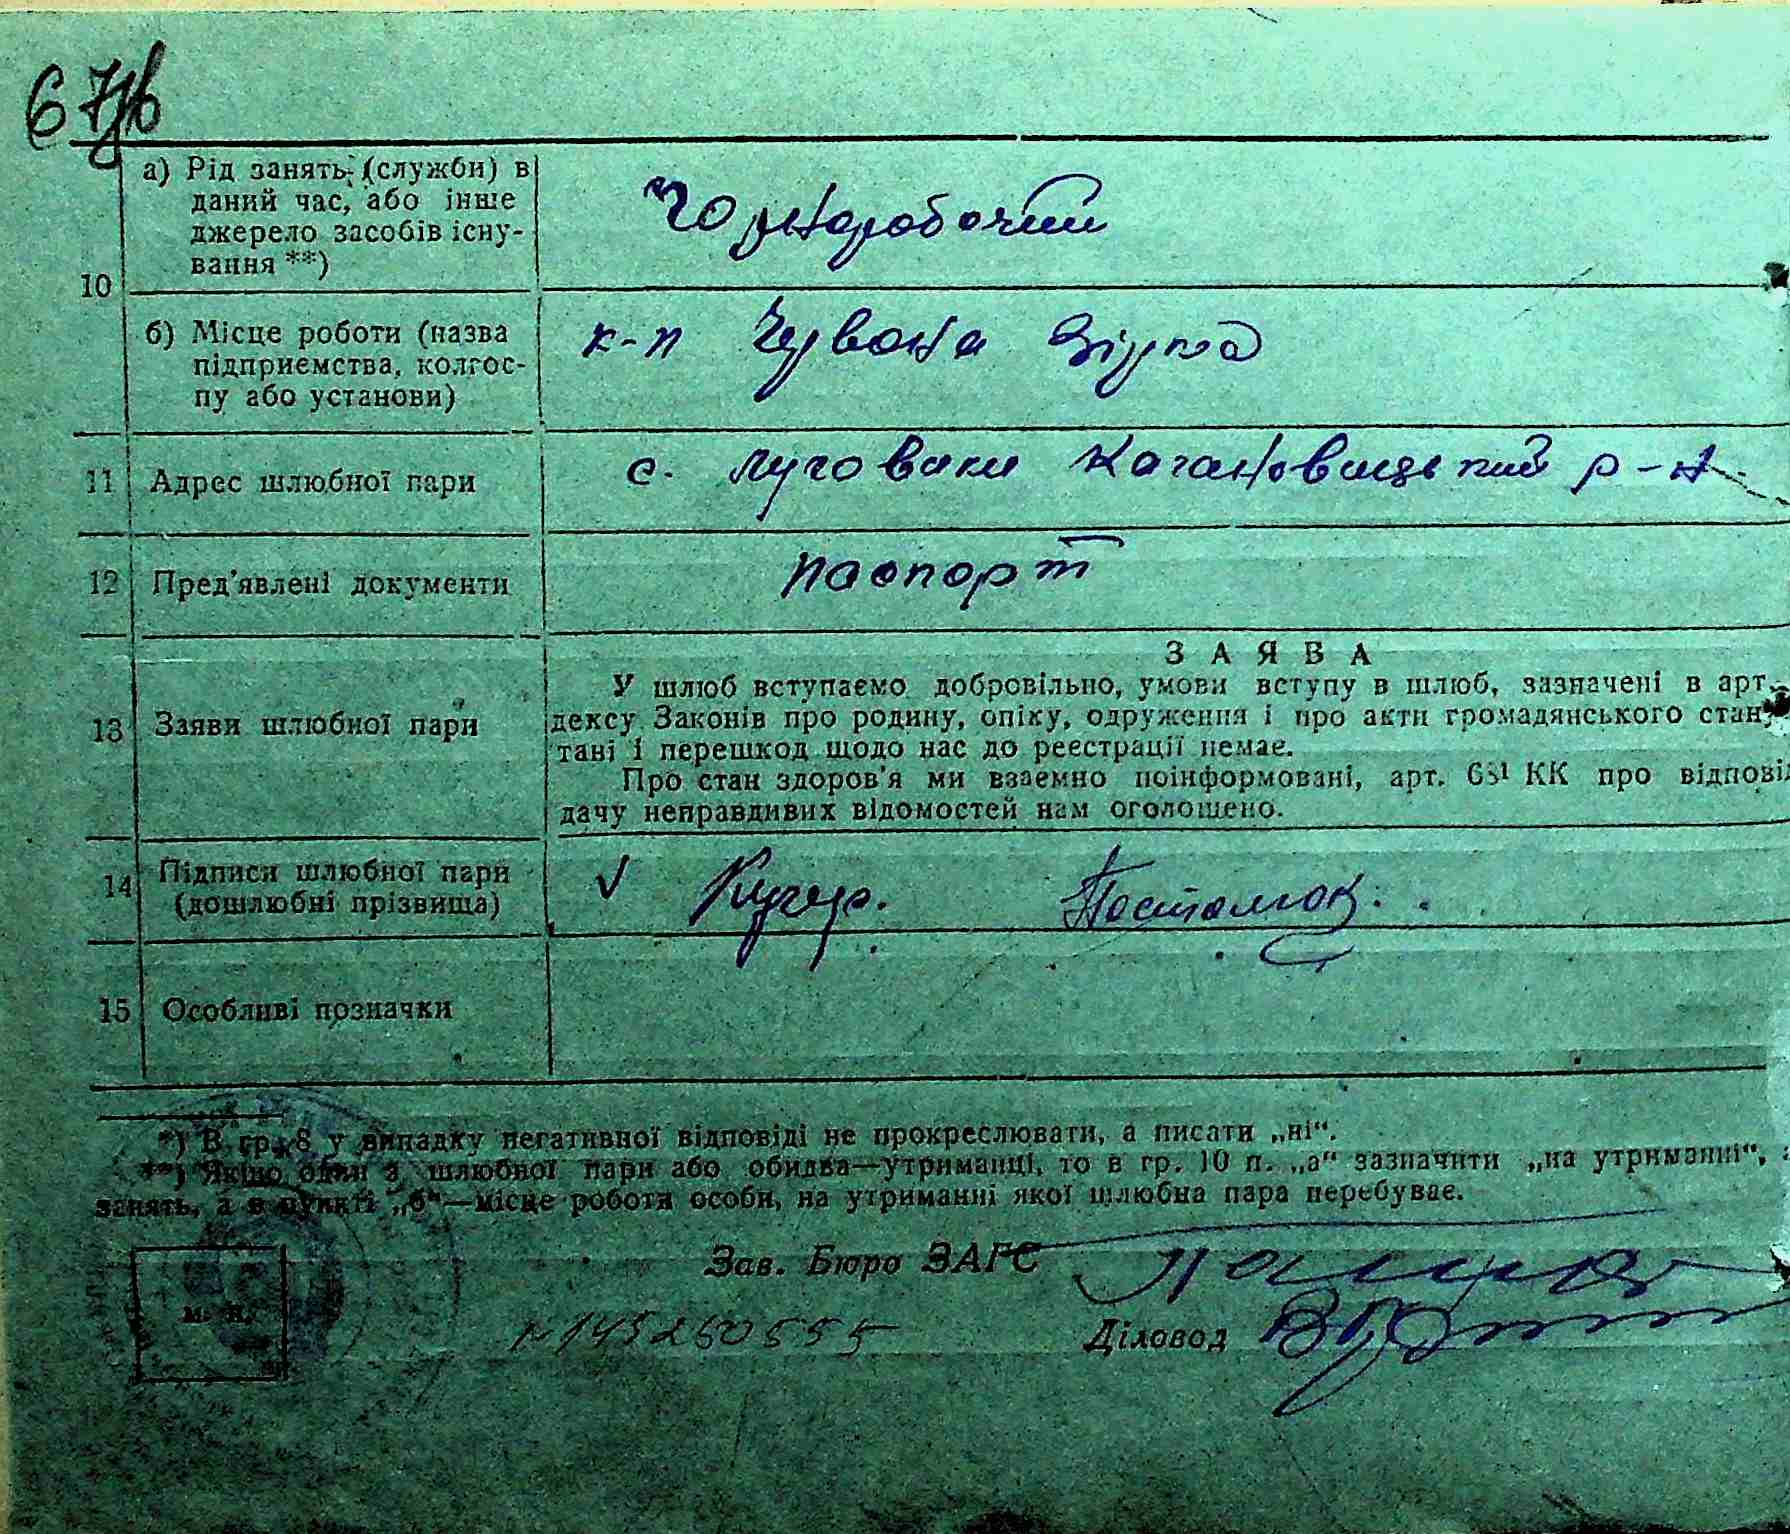 а) Рід занять (служби) в
даний час, або інше
джерело засобів існу-
вання **)
Чорноробочий
10
б) Місце роботи (назва
підприємства, колгос-
пу або установи)
к-п Червона Зірка
11 Адрес шлюбної пари
с. Луговики Кагановицький р-н
12 Пред'явлені документи
паспорт
13 Заяви шлюбної пари
ЗАЯВА
У шлюб вступаємо добровільно, умови вступу в шлюб, зазначені в арт.
дексу Законів про родину, опіку, одруження і про акти громадянського стану
тані і перешкод щодо нас до реєстрації немає.
Про стан здоров'я ми взаємно поінформовані, арт. 68¹ КК про відпові
дачу неправдивих відомостей нам оголошено.
14 Підписи шлюбної пари
(дошлюбні прізвища)
15 Особливі позначки
*) В гр. 8 у випадку негативної відповіді не прокреслювати, а писати „ні“.
**) Якщо один з шлюбної пари або обидва—утриманці, то в гр. 10 п. „а“ зазначити „на утриманні“,
занять, а в пункті „б“—місце роботи особи, на утриманні якої шлюбна пара перебуває.
Зав. Бюро ЗАГС
Діловод